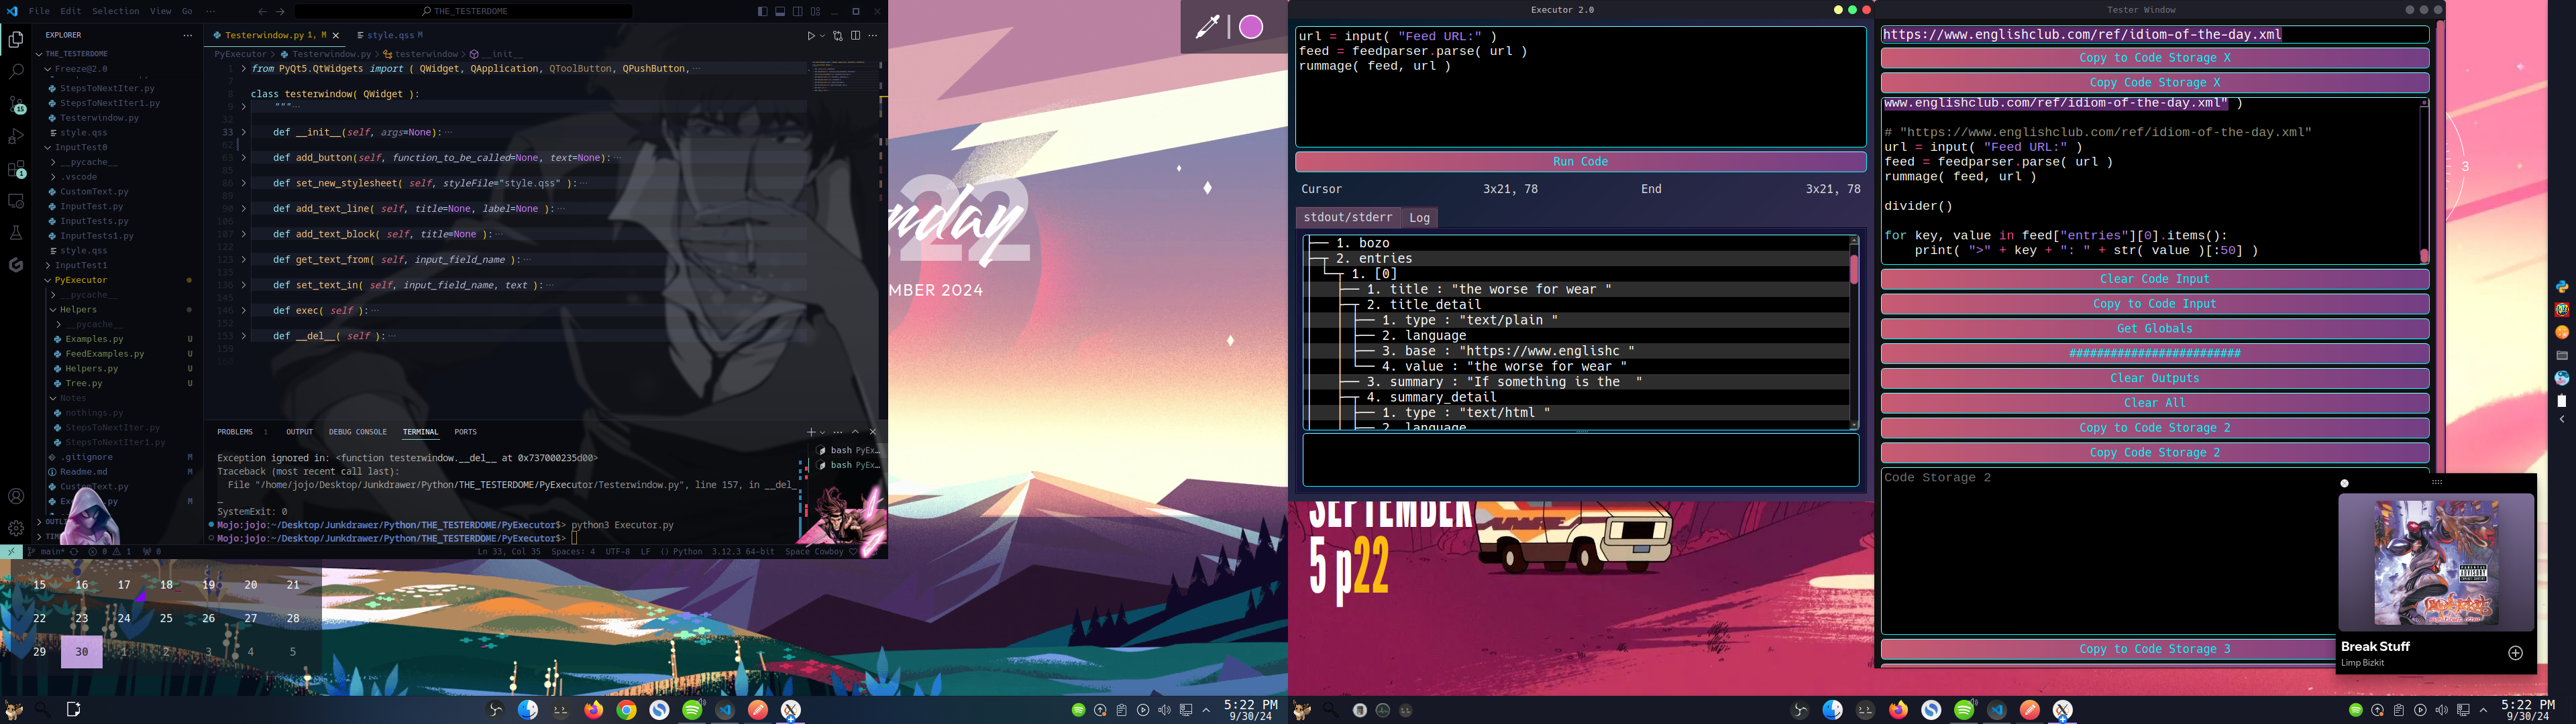 File Edit Selection View Go ··· THE_TESTERDOME
EXPLORER
THE_TESTERDOME
Freeze@2.0
StepsToNextIter.py
StepsToNextIter1.py
Testerwindow.py
style.qss
InputTest0
__pycache__
.vscode
CustomText.py
InputTest.py
InputTests.py
InputTests1.py
style.qss
InputTest1
PyExecutor
__pycache__
Helpers
__pycache__
Examples.py U
FeedExamples.py U
Helpers.py U
Tree.py U
Notes
nothings.py
StepsToNextIter.py
StepsToNextIter1.py
.gitignore M
Readme.md M
CustomText.py
M
15
1
Testerwindow.py 1, M style.qss M
PyExecutor > Testerwindow.py > testerwindow > __init__
1 from PyQt5.QtWidgets import ( QWidget, QApplication, QToolButton, QPushButton,···
7
8 class testerwindow( QWidget ):
9 """···
32
33 def __init__(self, args=None):···
62
63 def add_button(self, function_to_be_called=None, text=None):···
85
86 def set_new_stylesheet( self, styleFile="style.qss" ):···
97
98 def add_text_line( self, title=None, label=None ):···
106
107 def add_text_block( self, title=None ):···
122
123 def get_text_from( self, input_field_name ):···
135
136 def set_text_in( self, input_field_name, text ):···
145
146 def exec( self ):···
152
153 def __del__( self ):···
159
PROBLEMS 1 OUTPUT DEBUG CONSOLE TERMINAL PORTS
bash PyEx...
bash PyEx...
Exception ignored in: <function testerwindow.__del__ at 0x737000235d00>
Traceback (most recent call last):
File "/home/jojo/Desktop/Junkdrawer/Python/THE_TESTERDOME/PyExecutor/Testerwindow.py", line 157, in __del_
_
SystemExit: 0
Mojo:jojo:~/Desktop/Junkdrawer/Python/THE_TESTERDOME/PyExecutor$> python3 Executor.py
Mojo:jojo:~/Desktop/Junkdrawer/Python/THE_TESTERDOME/PyExecutor$>
main* 0 1 0 Ln 33, Col 35 Spaces: 4 UTF-8 LF Python 3.12.3 64-bit Space Cowboy
15 16 17 18 19 20 21
22 23 24 25 26 27 28
29 30 1 2 3 4 5
nday
22
MBER 2024
5:22 PM
9/30/24
Executor 2.0
url = input( "Feed URL:" )
feed = feedparser.parse( url )
rummage( feed, url )
Run Code
Cursor 3x21, 78 End 3x21, 78
stdout/stderr Log
1. bozo
2. entries
1. [0]
1. title : "the worse for wear "
2. title_detail
1. type : "text/plain "
2. language
3. base : "https://www.englishc "
4. value : "the worse for wear "
3. summary : "If something is the  "
4. summary_detail
1. type : "text/html "
2. language
SEPTEMBER
5 p22
Tester Window
https://www.englishclub.com/ref/idiom-of-the-day.xml
Copy to Code Storage X
Copy Code Storage X
www.englishclub.com/ref/idiom-of-the-day.xml" )
# "https://www.englishclub.com/ref/idiom-of-the-day.xml"
url = input( "Feed URL:" )
feed = feedparser.parse( url )
rummage( feed, url )
divider()
for key, value in feed["entries"][0].items():
print( ">" + key + ": " + str( value )[:50] )
Clear Code Input
Copy to Code Input
Get Globals
#########################
Clear Outputs
Clear All
Copy to Code Storage 2
Copy Code Storage 2
Code Storage 2
Copy to Code Storage 3
3
PARENTAL
ADVISORY
Break Stuff
Limp Bizkit
5:22 PM
9/30/24